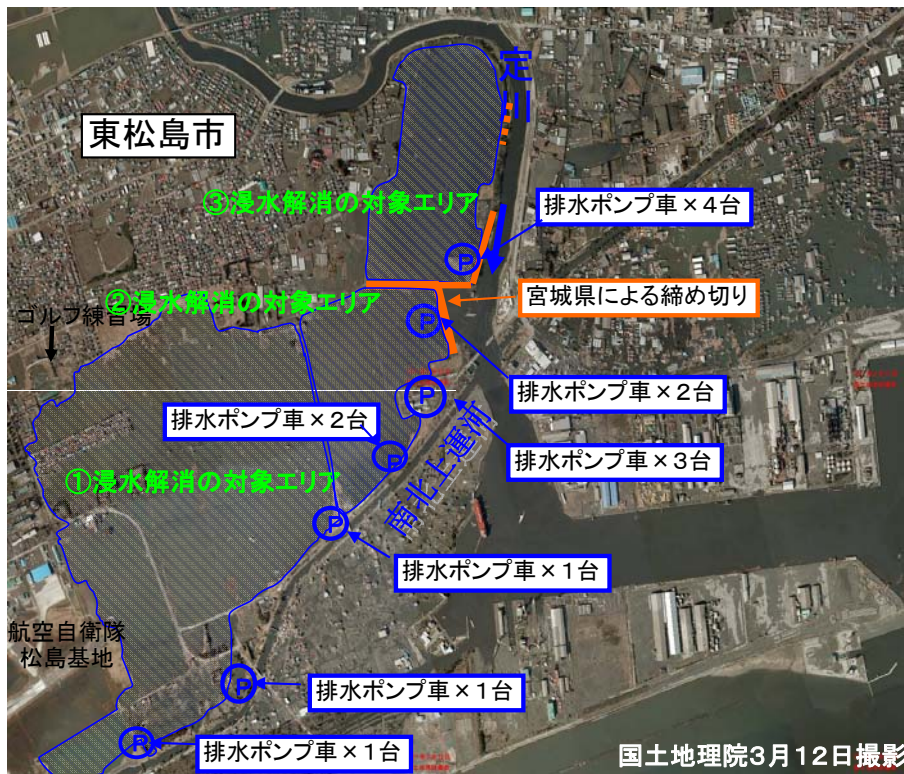 定川
東松島市
③浸水解消の対象エリア
排水ポンプ車×4台
P
宮城県による締め切り
②浸水解消の対象エリア
ゴルフ練習場
P
排水ポンプ車×2台
P
排水ポンプ車×2台
排水ポンプ車×3台
P
南北上運河
①浸水解消の対象エリア
P
排水ポンプ車×1台
航空自衛隊
松島基地
P
排水ポンプ車×1台
P
排水ポンプ車×1台
国土地理院3月12日撮影